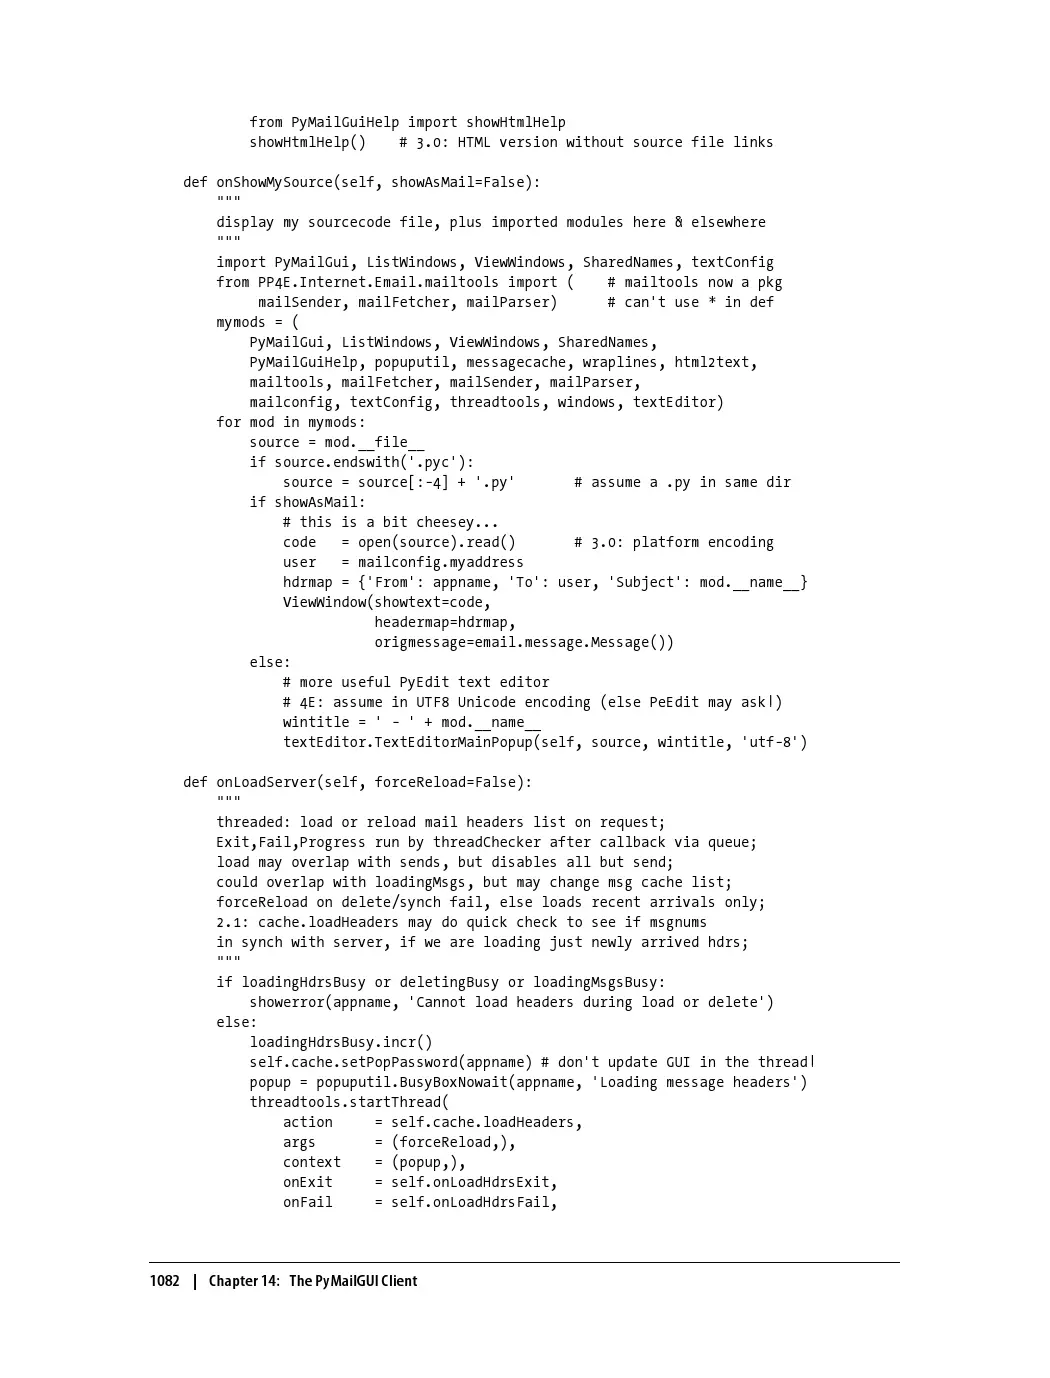 from PyMailGuiHelp import showHtmlHelp
showHtmlHelp()    # 3.0: HTML version without source file links
def onShowMySource(self, showAsMail=False):
"""
display my sourcecode file, plus imported modules here & elsewhere
"""
import PyMailGui, ListWindows, ViewWindows, SharedNames, textConfig
from PP4E.Internet.Email.mailtools import (    # mailtools now a pkg
mailSender, mailFetcher, mailParser)      # can't use * in def
mymods = (
PyMailGui, ListWindows, ViewWindows, SharedNames,
PyMailGuiHelp, popuputil, messagecache, wraplines, html2text,
mailtools, mailFetcher, mailSender, mailParser,
mailconfig, textConfig, threadtools, windows, textEditor)
for mod in mymods:
source = mod.__file__
if source.endswith('.pyc'):
source = source[:-4] + '.py'       # assume a .py in same dir
if showAsMail:
# this is a bit cheesey...
code   = open(source).read()       # 3.0: platform encoding
user   = mailconfig.myaddress
hdrmap = {'From': appname, 'To': user, 'Subject': mod.__name__}
ViewWindow(showtext=code,
headermap=hdrmap,
origmessage=email.message.Message())
else:
# more useful PyEdit text editor
# 4E: assume in UTF8 Unicode encoding (else PeEdit may ask|)
wintitle = ' - ' + mod.__name__
textEditor.TextEditorMainPopup(self, source, wintitle, 'utf-8')
def onLoadServer(self, forceReload=False):
"""
threaded: load or reload mail headers list on request;
Exit,Fail,Progress run by threadChecker after callback via queue;
load may overlap with sends, but disables all but send;
could overlap with loadingMsgs, but may change msg cache list;
forceReload on delete/synch fail, else loads recent arrivals only;
2.1: cache.loadHeaders may do quick check to see if msgnums
in synch with server, if we are loading just newly arrived hdrs;
"""
if loadingHdrsBusy or deletingBusy or loadingMsgsBusy:
showerror(appname, 'Cannot load headers during load or delete')
else:
loadingHdrsBusy.incr()
self.cache.setPopPassword(appname) # don't update GUI in the thread|
popup = popuputil.BusyBoxNowait(appname, 'Loading message headers')
threadtools.startThread(
action     = self.cache.loadHeaders,
args       = (forceReload,),
context    = (popup,),
onExit     = self.onLoadHdrsExit,
onFail     = self.onLoadHdrsFail,
1082 | Chapter 14: The PyMailGUI Client